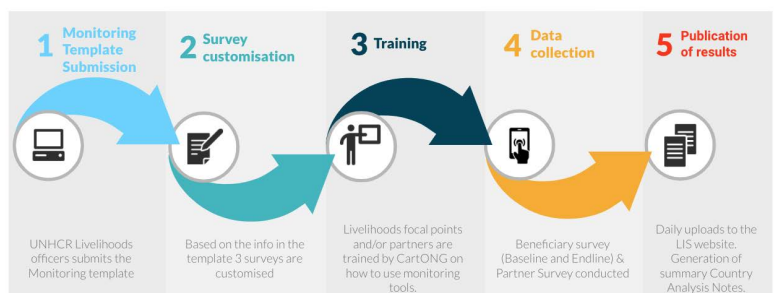 1 Monitoring
Template
Submission
2 Survey
customisation
3 Training
4 Data
collection
5 Publication
of results
UNHCR Livelihoods
officers submits the
Monitoring template
Based on the info in the
template 3 surveys are
customised
Livelihoods focal points
and/or partners are
trained by CartONG on
how to use monitoring
tools.
Beneficiary survey
(Baseline and Endline) &
Partner Survey conducted
Daily uploads to the
LIS website.
Generation of
summary Country
Analysis Notes.